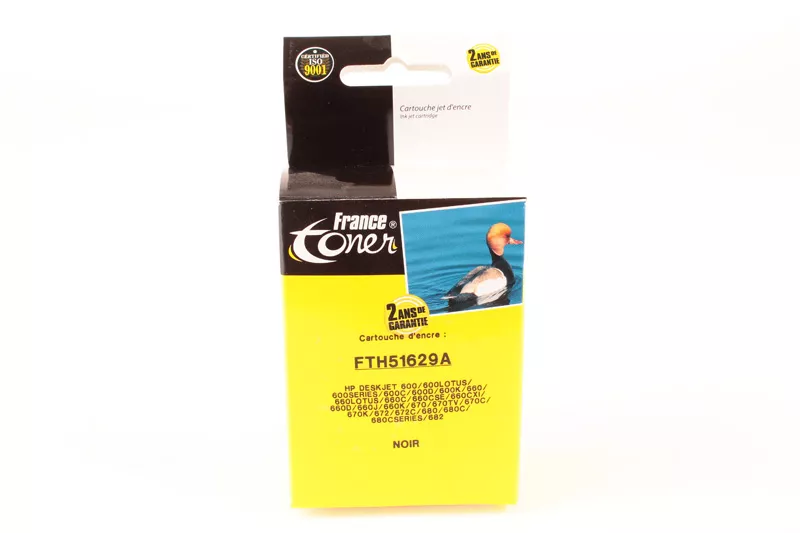 CERTIFIED
ISO
9001
2 ANS DE
GARANTIE
Cartouche jet d'encre
Ink jet cartridge
France ®
toner
2 ANS DE
GARANTIE
Cartouche d'encre :
FTH51629A
HP DESKJET 600/600LOTUS/
600SERIES/600C/600D/600K/660/
660LOTUS/660C/660CSE/660CXI/
660D/660J/660K/670/670TV/670C/
670K/672/672C/680/680C/
680CSERIES/682
NOIR